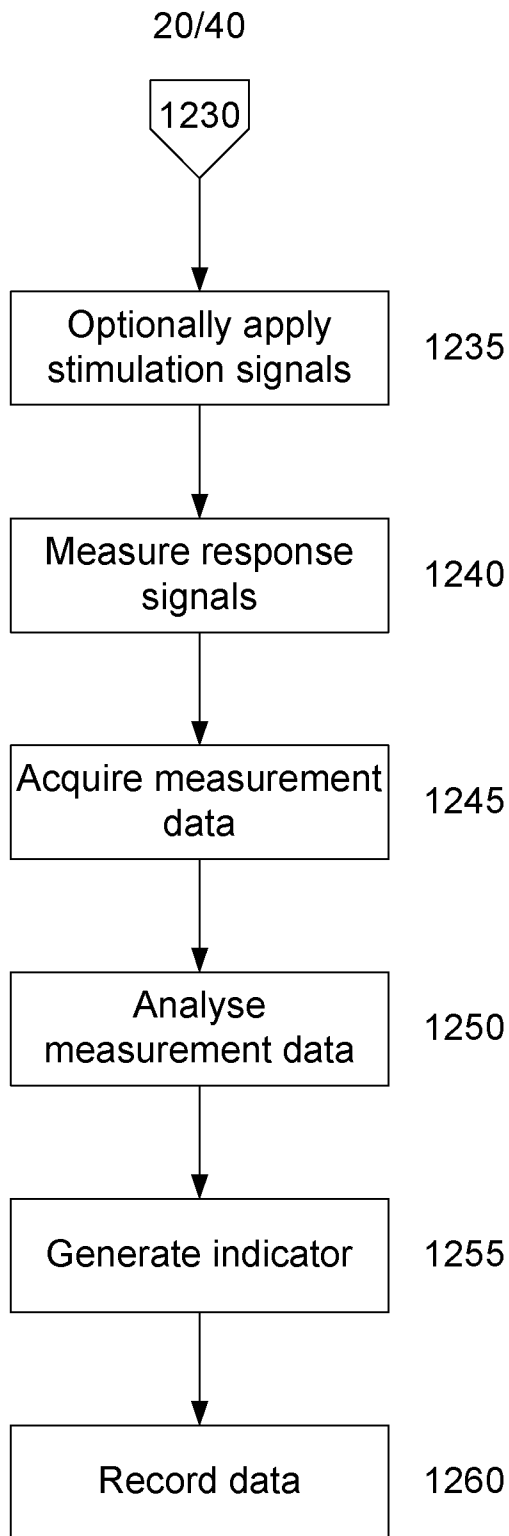 20/40
1230
Optionally apply
stimulation signals
1235
Measure response
signals
1240
Acquire measurement
data
1245
Analyse
measurement data
1250
Generate indicator
1255
Record data
1260